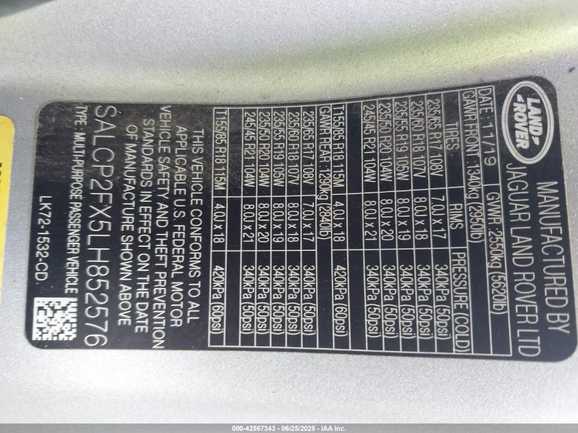 LAND
ROVER
MANUFACTURED BY
JAGUAR LAND ROVER LTD
DATE: 11/19 GVWR 2550kg (5620lb)
GAWR FRONT: 1340kg (2950lb)
TIRES RIMS PRESSURE (COLD)
235/65 R17 108V 7.0J x 17 340kPa (50psi)
235/60 R18 107V 8.0J x 18 340kPa (50psi)
235/55 R19 105W 8.0J x 19 340kPa (50psi)
235/50 R20 104W 8.0J x 20 340kPa (50psi)
245/45 R21 104W 8.0J x 21 340kPa (50psi)
T155/85 R18 115M 4.0J x 18 420kPa (60psi)
GAWR REAR: 1290kg (2840lb)
235/65 R17 108V 7.0J x 17 340kPa (50psi)
235/60 R18 107V 8.0J x 18 340kPa (50psi)
235/55 R19 105W 8.0J x 19 340kPa (50psi)
235/50 R20 104W 8.0J x 20 340kPa (50psi)
245/45 R21 104W 8.0J x 21 340kPa (50psi)
T155/85 R18 115M 4.0J x 18 420kPa (60psi)
THIS VEHICLE CONFORMS TO ALL
APPLICABLE U.S. FEDERAL MOTOR
VEHICLE SAFETY AND THEFT PREVENTION
STANDARDS IN EFFECT ON THE DATE
OF MANUFACTURE SHOWN ABOVE
SALCP2FX5LH852576
TYPE: MULTI-PURPOSE PASSENGER VEHICLE
LK72-1532-CD.
000-42567343 - 06/25/2025 - IAA Inc.